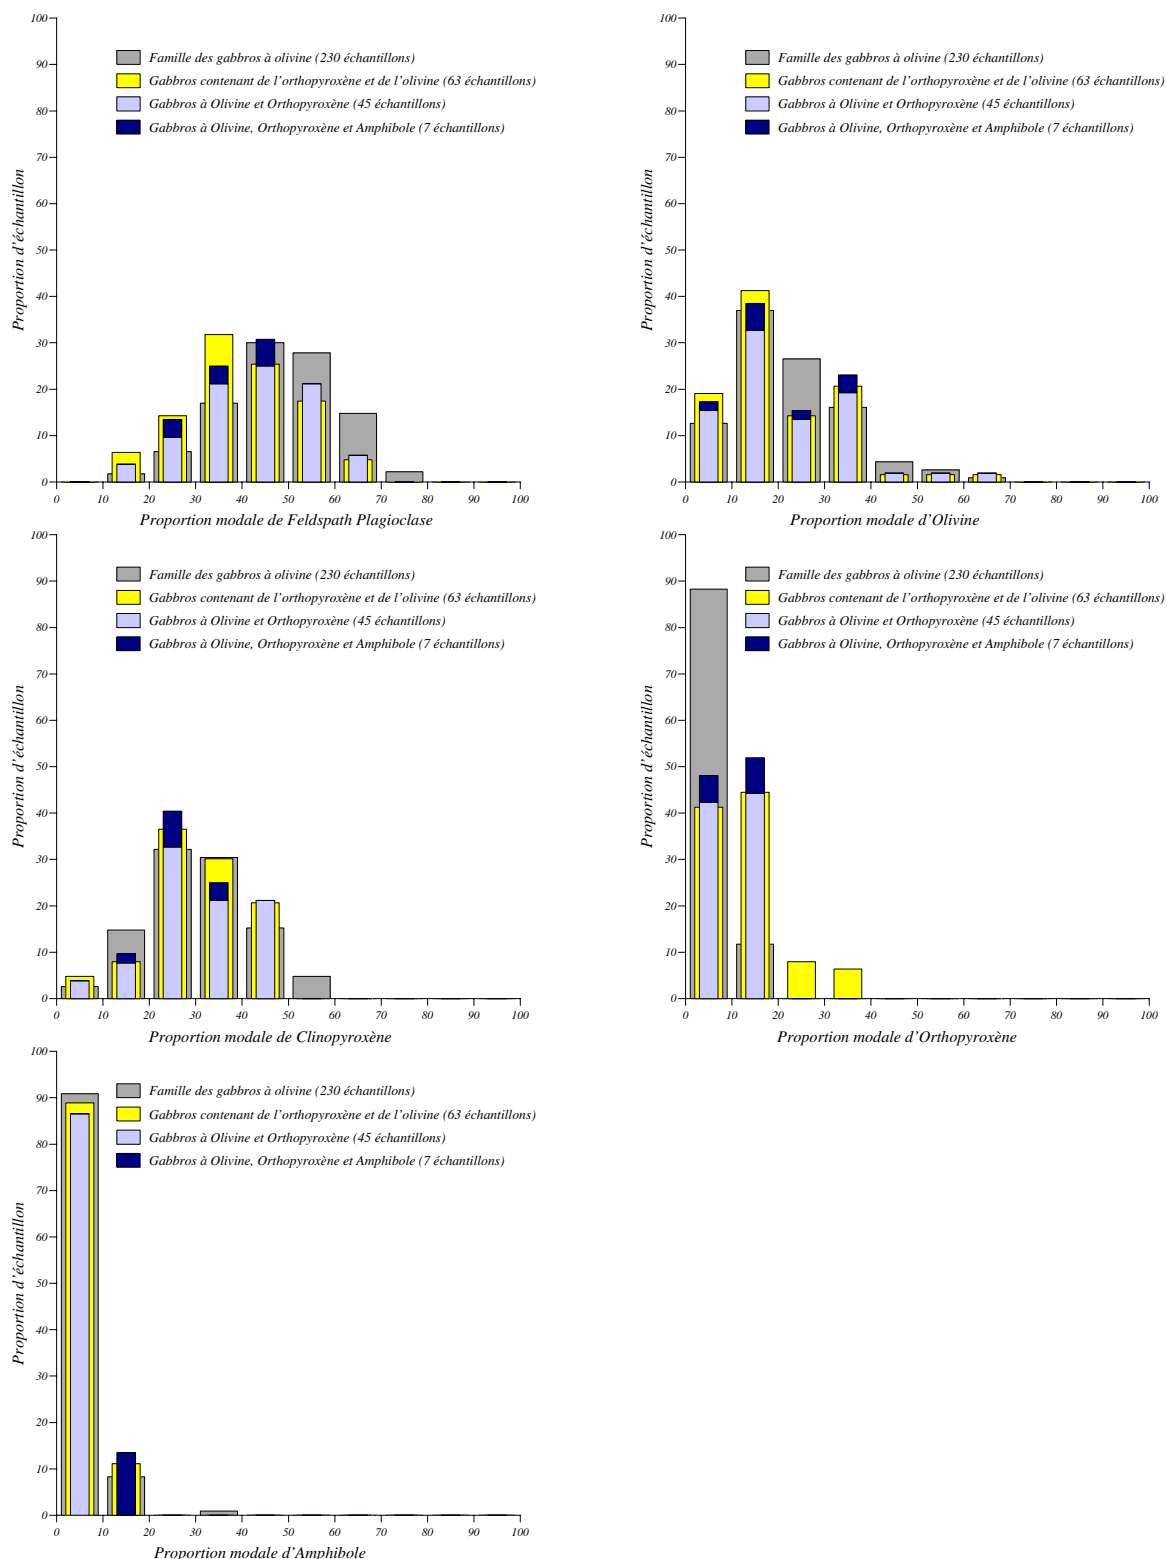 100
90
80
70
60
50
40
30
20
10
0
Proportion d'échantillon
Famille des gabbros à olivine (230 échantillons)
Gabbros contenant de l'orthopyroxène et de l'olivine (63 échantillons)
Gabbros à Olivine et Orthopyroxène (45 échantillons)
Gabbros à Olivine, Orthopyroxène et Amphibole (7 échantillons)
0 10 20 30 40 50 60 70 80 90 100
Proportion modale de Feldspath Plagioclase
100
90
80
70
60
50
40
30
20
10
0
Proportion d'échantillon
Famille des gabbros à olivine (230 échantillons)
Gabbros contenant de l'orthopyroxène et de l'olivine (63 échantillons)
Gabbros à Olivine et Orthopyroxène (45 échantillons)
Gabbros à Olivine, Orthopyroxène et Amphibole (7 échantillons)
0 10 20 30 40 50 60 70 80 90 100
Proportion modale d'Olivine
100
90
80
70
60
50
40
30
20
10
0
Proportion d'échantillon
Famille des gabbros à olivine (230 échantillons)
Gabbros contenant de l'orthopyroxène et de l'olivine (63 échantillons)
Gabbros à Olivine et Orthopyroxène (45 échantillons)
Gabbros à Olivine, Orthopyroxène et Amphibole (7 échantillons)
0 10 20 30 40 50 60 70 80 90 100
Proportion modale de Clinopyroxène
100
90
80
70
60
50
40
30
20
10
0
Proportion d'échantillon
Famille des gabbros à olivine (230 échantillons)
Gabbros contenant de l'orthopyroxène et de l'olivine (63 échantillons)
Gabbros à Olivine et Orthopyroxène (45 échantillons)
Gabbros à Olivine, Orthopyroxène et Amphibole (7 échantillons)
0 10 20 30 40 50 60 70 80 90 100
Proportion modale d'Orthopyroxène
100
90
80
70
60
50
40
30
20
10
0
Proportion d'échantillon
Famille des gabbros à olivine (230 échantillons)
Gabbros contenant de l'orthopyroxène et de l'olivine (63 échantillons)
Gabbros à Olivine et Orthopyroxène (45 échantillons)
Gabbros à Olivine, Orthopyroxène et Amphibole (7 échantillons)
0 10 20 30 40 50 60 70 80 90 100
Proportion modale d'Amphibole